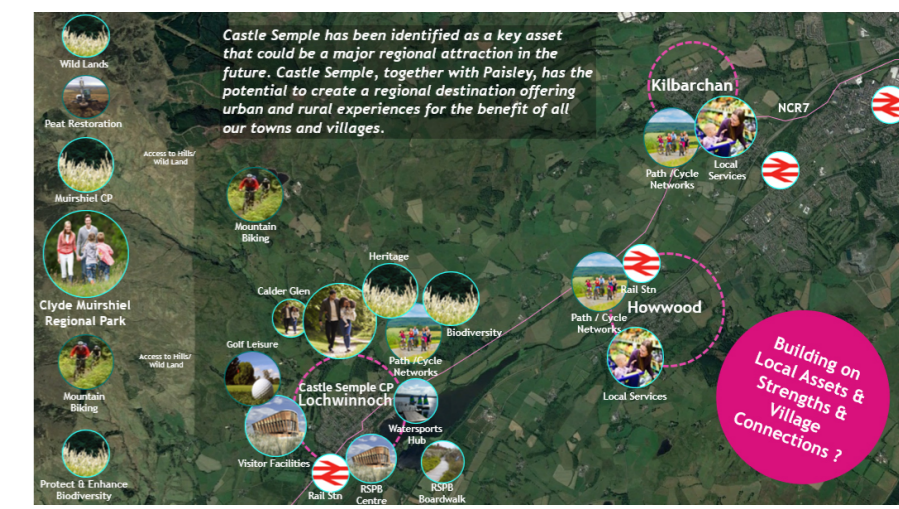 Castle Semple has been identified as a key asset
that could be a major regional attraction in the
future. Castle Semple, together with Paisley, has the
potential to create a regional destination offering
urban and rural experiences for the benefit of all
our towns and villages.
Wild Lands
Peat Restoration
Access to Hills/
Wild Land
Muirshiel CP
Clyde Muirshiel
Regional Park
Access to Hills/
Wild Land
Mountain
Biking
Protect & Enhance
Biodiversity
Mountain
Biking
Heritage
Calder Glen
Biodiversity
Golf Leisure
Path /Cycle
Networks
Castle Semple CP
Lochwinnoch
Watersports
Hub
Visitor Facilities
Rail Stn
RSPB
Centre
RSPB
Boardwalk
Kilbarchan
NCR7
Path /Cycle
Networks
Local
Services
Rail Stn
Howwood
Path / Cycle
Networks
Local Services
Building on
Local Assets &
Strengths &
Village
Connections ?